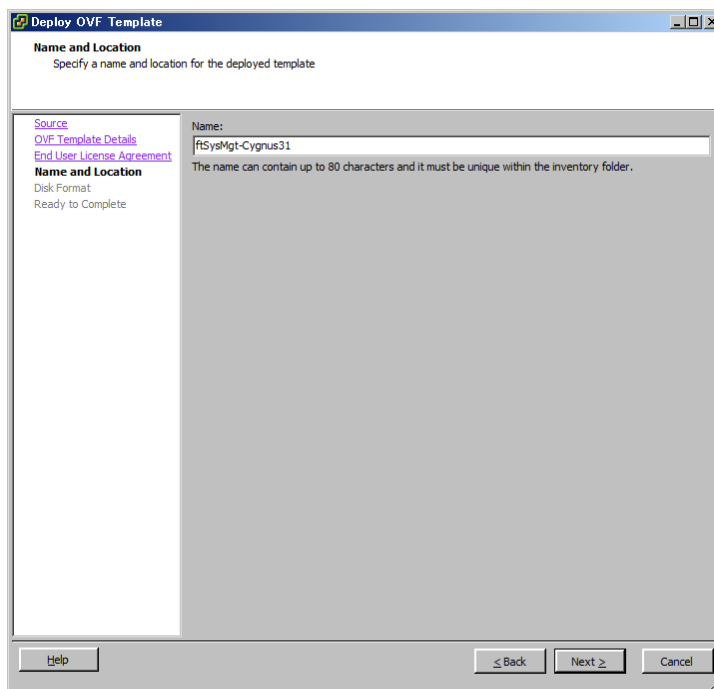 Deploy OVF Template
Name and Location
Specify a name and location for the deployed template
Source
OVF Template Details
End User License Agreement
Name and Location
Disk Format
Ready to Complete
Name:
ftSysMgt-Cygnus31
The name can contain up to 80 characters and it must be unique within the inventory folder.
Help
< Back
Next >
Cancel